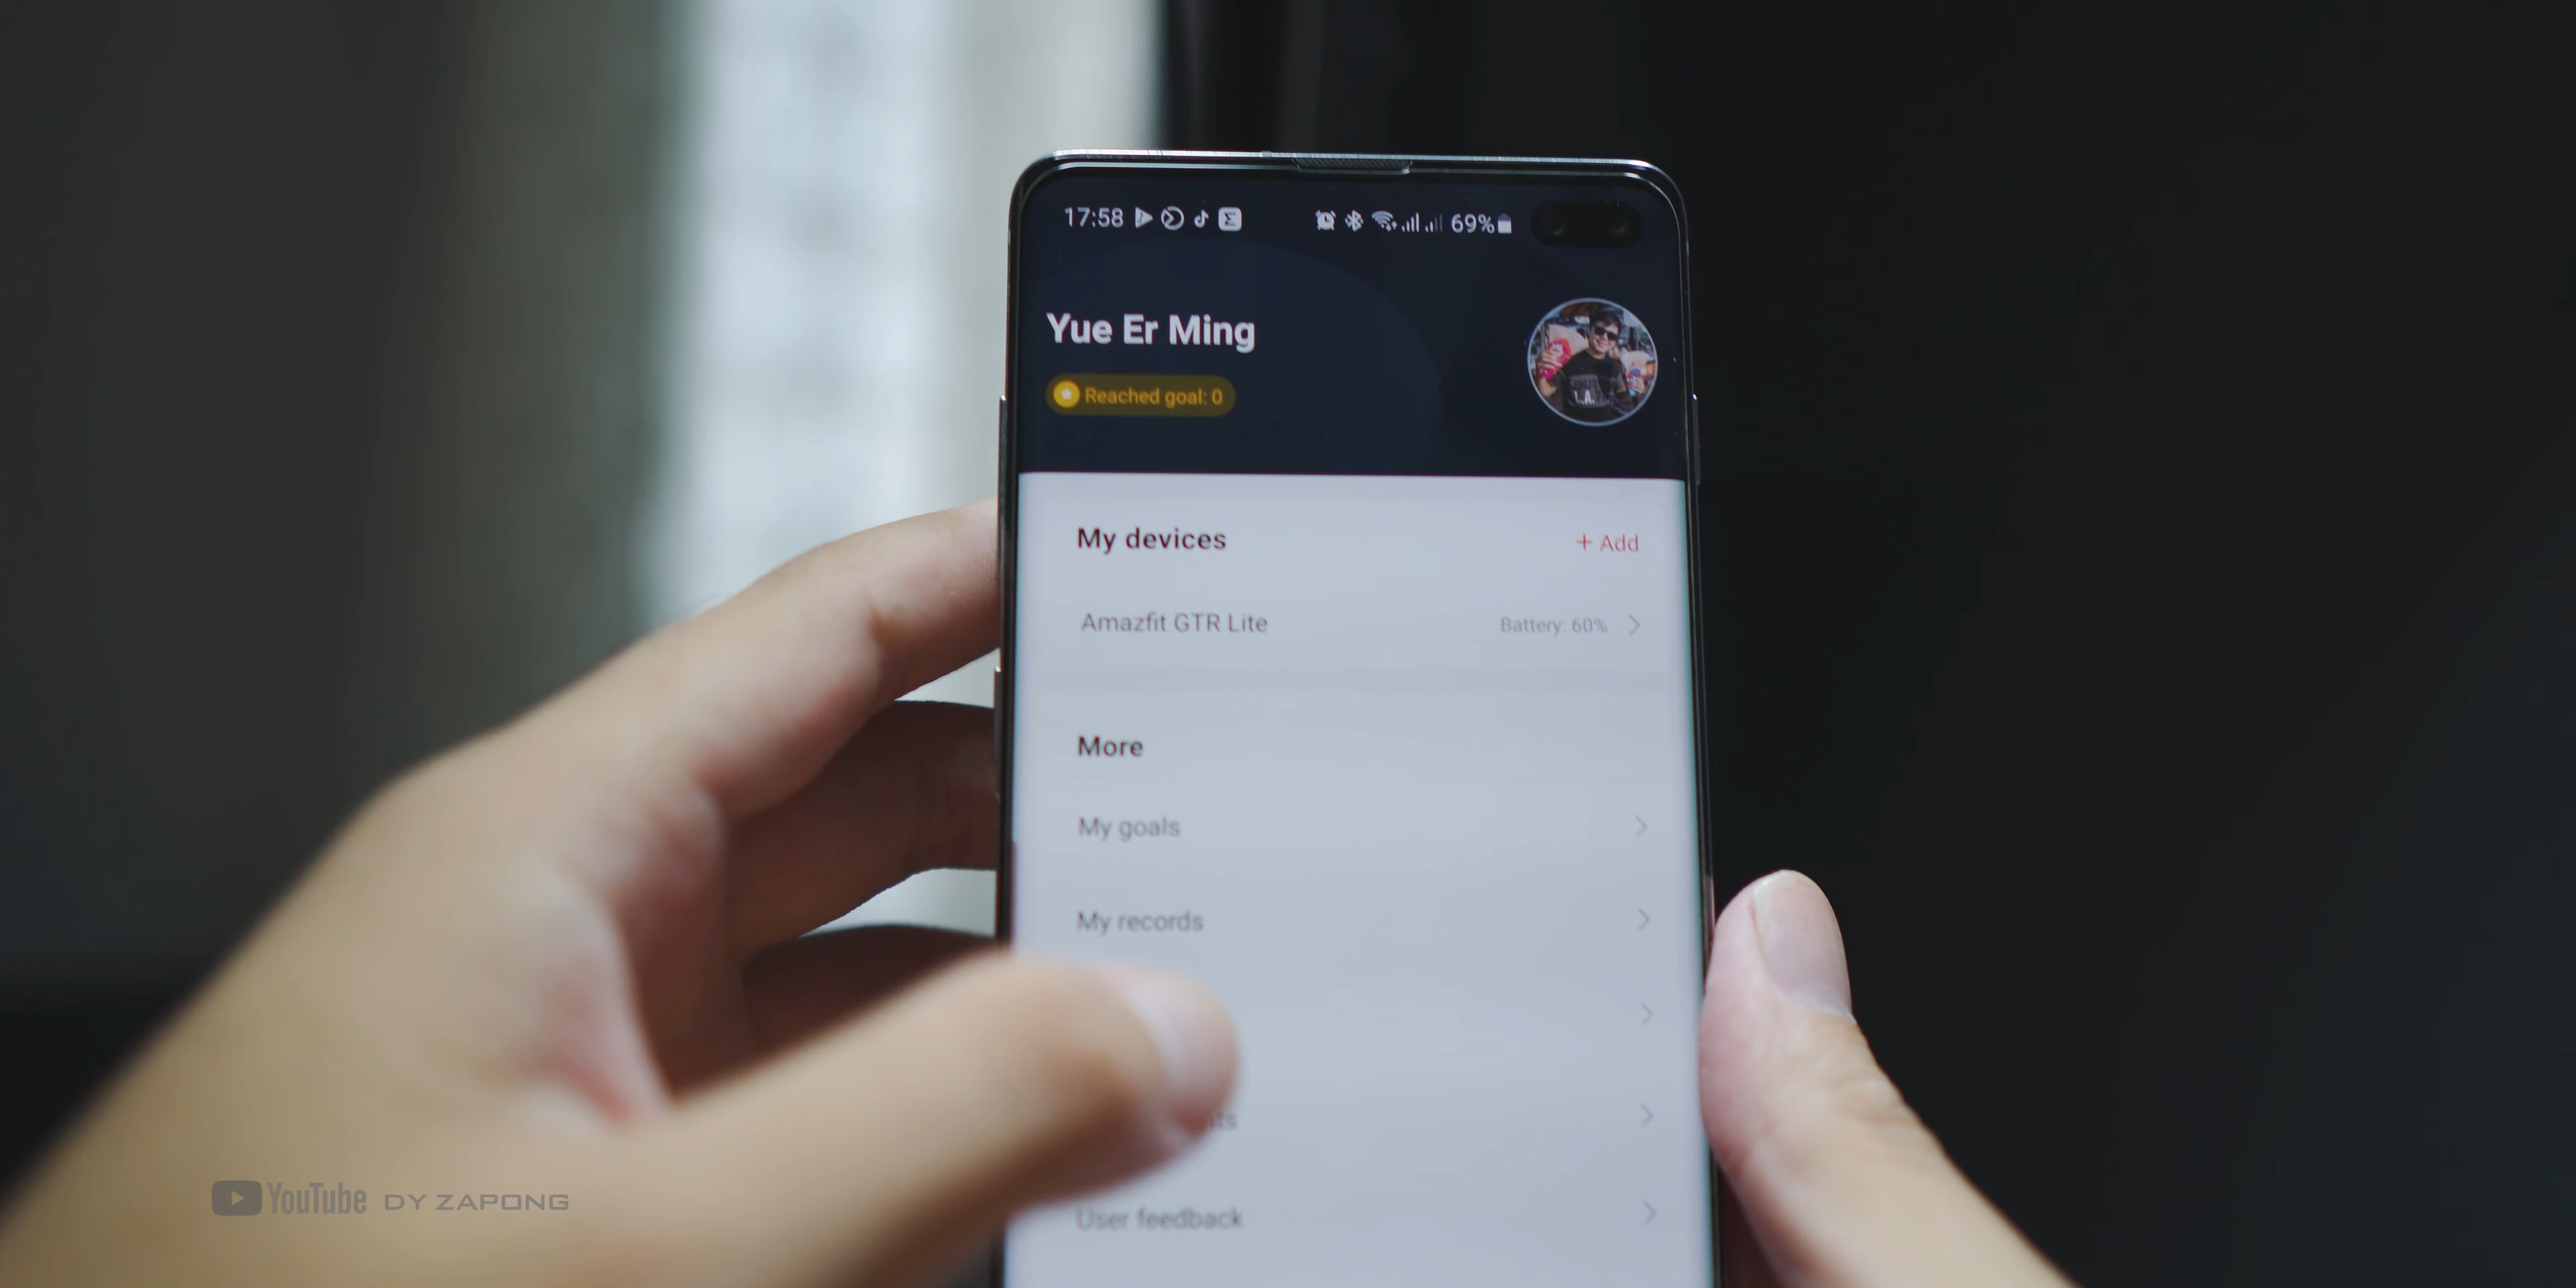 17:58
69%
Yue Er Ming
Reached goal: 0
My devices
+ Add
Amazfit GTR Lite
Battery: 60%
More
My goals
My records
User feedback
YouTube DY ZAPONG